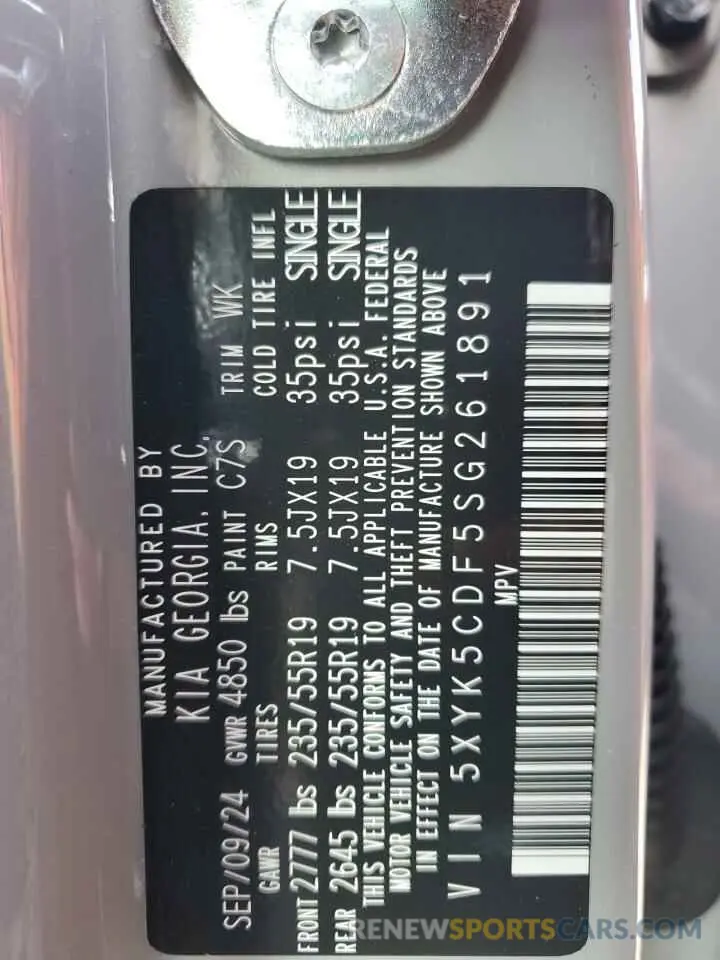 MANUFACTURED BY
KIA GEORGIA, INC.
SEP/09/24 GVWR 4850 lbs PAINT C7S TRIM WK
GAWR TIRES RIMS COLD TIRE INFL
FRONT 2777 lbs 235/55R19 7.5JX19 35psi SINGLE
REAR 2645 lbs 235/55R19 7.5JX19 35psi SINGLE
THIS VEHICLE CONFORMS TO ALL APPLICABLE U.S.A. FEDERAL
MOTOR VEHICLE SAFETY AND THEFT PREVENTION STANDARDS
IN EFFECT ON THE DATE OF MANUFACTURE SHOWN ABOVE
VIN 5XYK5CDF5SG261891
MPV
RENEWSPORTSCARS.COM